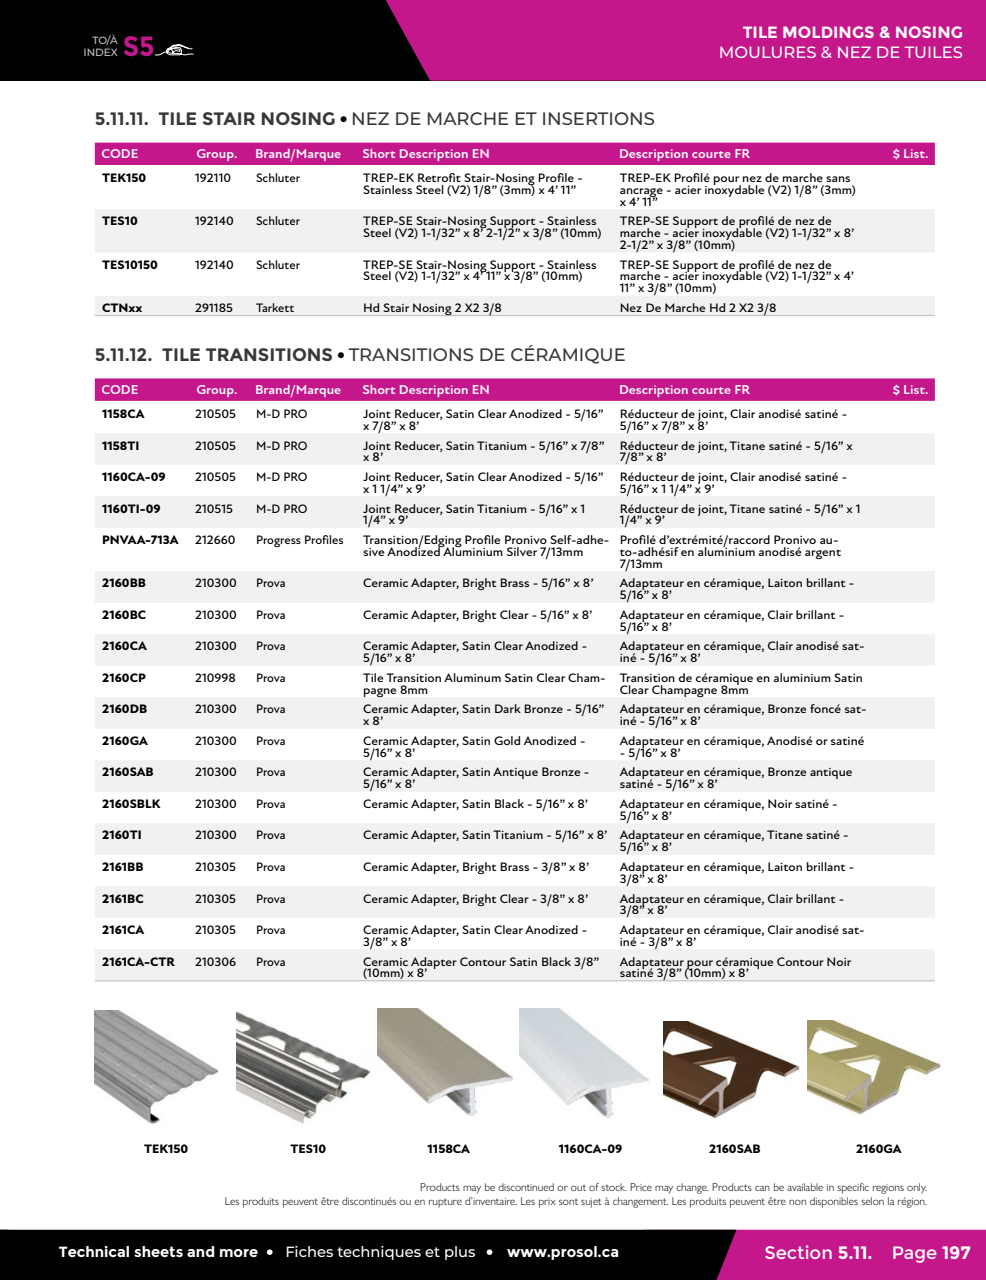 TO/À
INDEX S5
TILE MOLDINGS & NOSING
MOULURES & NEZ DE TUILES
5.11.11. TILE STAIR NOSING • NEZ DE MARCHE ET INSERTIONS
CODE Group. Brand/Marque Short Description EN Description courte FR $ List.
TEK150 192110 Schluter TREP-EK Retrofit Stair-Nosing Profile - TREP-EK Profilé pour nez de marche sans
Stainless Steel (V2) 1/8” (3mm) x 4’ 11” ancrage - acier inoxydable (V2) 1/8” (3mm)
x 4’ 11”
TES10 192140 Schluter TREP-SE Stair-Nosing Support - Stainless TREP-SE Support de profilé de nez de
Steel (V2) 1-1/32” x 8’ 2-1/2” x 3/8” (10mm) marche - acier inoxydable (V2) 1-1/32” x 8’
2-1/2” x 3/8” (10mm)
TES10150 192140 Schluter TREP-SE Stair-Nosing Support - Stainless TREP-SE Support de profilé de nez de
Steel (V2) 1-1/32” x 4’ 11” x 3/8” (10mm) marche - acier inoxydable (V2) 1-1/32” x 4’
11” x 3/8” (10mm)
CTNxx 291185 Tarkett Hd Stair Nosing 2 X2 3/8 Nez De Marche Hd 2 X2 3/8
5.11.12. TILE TRANSITIONS • TRANSITIONS DE CÉRAMIQUE
CODE Group. Brand/Marque Short Description EN Description courte FR $ List.
1158CA 210505 M-D PRO Joint Reducer, Satin Clear Anodized - 5/16” Réducteur de joint, Clair anodisé satiné -
x 7/8” x 8’ 5/16” x 7/8” x 8’
1158TI 210505 M-D PRO Joint Reducer, Satin Titanium - 5/16” x 7/8” Réducteur de joint, Titane satiné - 5/16” x
x 8’ 7/8” x 8’
1160CA-09 210505 M-D PRO Joint Reducer, Satin Clear Anodized - 5/16” Réducteur de joint, Clair anodisé satiné -
x 1 1/4” x 9’ 5/16” x 1 1/4” x 9’
1160TI-09 210515 M-D PRO Joint Reducer, Satin Titanium - 5/16” x 1 Réducteur de joint, Titane satiné - 5/16” x 1
1/4” x 9’ 1/4” x 9’
PNVAA-713A 212660 Progress Profiles Transition/Edging Profile Pronivo Self-adhe- Profilé d’extrémité/raccord Pronivo au-
sive Anodized Aluminium Silver 7/13mm to-adhésif en aluminium anodisé argent
7/13mm
2160BB 210300 Prova Ceramic Adapter, Bright Brass - 5/16” x 8’ Adaptateur en céramique, Laiton brillant -
5/16” x 8’
2160BC 210300 Prova Ceramic Adapter, Bright Clear - 5/16” x 8’ Adaptateur en céramique, Clair brillant -
5/16” x 8’
2160CA 210300 Prova Ceramic Adapter, Satin Clear Anodized - Adaptateur en céramique, Clair anodisé sat-
5/16” x 8’ iné - 5/16” x 8’
2160CP 210998 Prova Tile Transition Aluminum Satin Clear Cham- Transition de céramique en aluminium Satin
pagne 8mm Clear Champagne 8mm
2160DB 210300 Prova Ceramic Adapter, Satin Dark Bronze - 5/16” Adaptateur en céramique, Bronze foncé sat-
x 8’ iné - 5/16” x 8’
2160GA 210300 Prova Ceramic Adapter, Satin Gold Anodized - Adaptateur en céramique, Anodisé or satiné
5/16” x 8’ - 5/16” x 8’
2160SAB 210300 Prova Ceramic Adapter, Satin Antique Bronze - Adaptateur en céramique, Bronze antique
5/16” x 8’ satiné - 5/16” x 8’
2160SBLK 210300 Prova Ceramic Adapter, Satin Black - 5/16” x 8’ Adaptateur en céramique, Noir satiné -
5/16” x 8’
2160TI 210300 Prova Ceramic Adapter, Satin Titanium - 5/16” x 8’ Adaptateur en céramique, Titane satiné -
5/16” x 8’
2161BB 210305 Prova Ceramic Adapter, Bright Brass - 3/8” x 8’ Adaptateur en céramique, Laiton brillant -
3/8” x 8’
2161BC 210305 Prova Ceramic Adapter, Bright Clear - 3/8” x 8’ Adaptateur en céramique, Clair brillant -
3/8” x 8’
2161CA 210305 Prova Ceramic Adapter, Satin Clear Anodized - Adaptateur en céramique, Clair anodisé sat-
3/8” x 8’ iné - 3/8” x 8’
2161CA-CTR 210306 Prova Ceramic Adapter Contour Satin Black 3/8” Adaptateur pour céramique Contour Noir
(10mm) x 8’ satiné 3/8” (10mm) x 8’
TEK150 TES10 1158CA 1160CA-09 2160SAB 2160GA
Products may be discontinued or out of stock. Price may change. Products can be available in specific regions only.
Les produits peuvent être discontinués ou en rupture d’inventaire. Les prix sont sujet à changement. Les produits peuvent être non disponibles selon la région.
Technical sheets and more • Fiches techniques et plus • www.prosol.ca
Section 5.11. Page 197